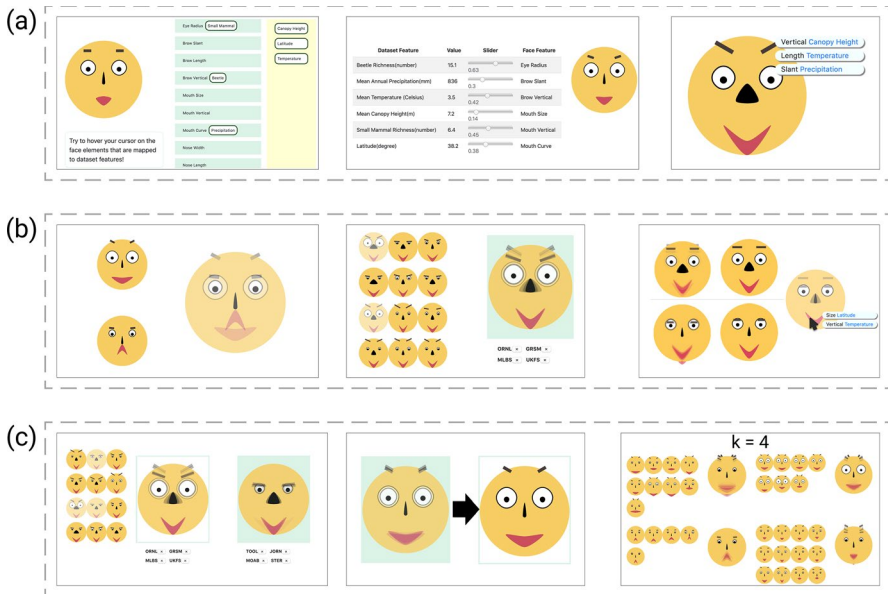 (a)
Eye Radius Small Mammal
Brow Slant
Brow Length
Brow Vertical Beetle
Mouth Size
Mouth Vertical
Mouth Curve Precipitation
Nose Width
Nose Length
Canopy Height
Latitude
Temperature
Try to hover your cursor on the
face elements that are mapped
to dataset features!
Dataset Feature Value Slider Face Feature
Beetle Richness(number) 15.1 0.63 Eye Radius
Mean Annual Precipitation(mm) 836 0.3 Brow Slant
Mean Temperature (Celsius) 3.5 0.42 Brow Vertical
Mean Canopy Height(m) 7.2 0.14 Mouth Size
Small Mammal Richness(number) 6.4 0.45 Mouth Vertical
Latitude(degree) 38.2 0.38 Mouth Curve
Vertical Canopy Height
Length Temperature
Slant Precipitation
(b)
ORNL × GRSM ×
MLBS × UKFS ×
Size Latitude
Vertical Temperature
(c)
ORNL × GRSM ×
MLBS × UKFS ×
TOOL × JORN ×
MOAB × STER ×
k = 4